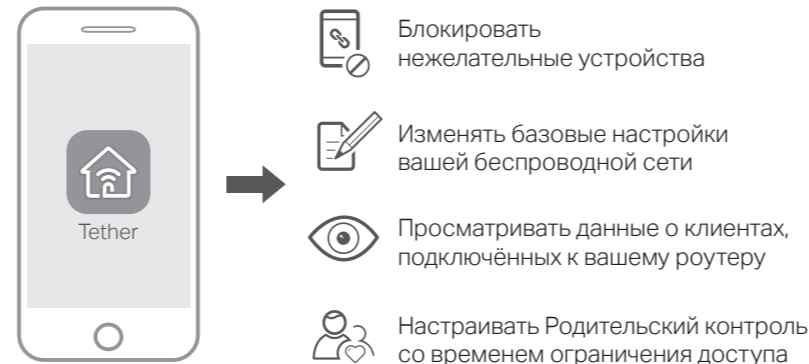 Tether
Блокировать
нежелательные устройства
Изменять базовые настройки
вашей беспроводной сети
Просматривать данные о клиентах,
подключённых к вашему роутеру
Настраивать Родительский контроль
со временем ограничения доступа